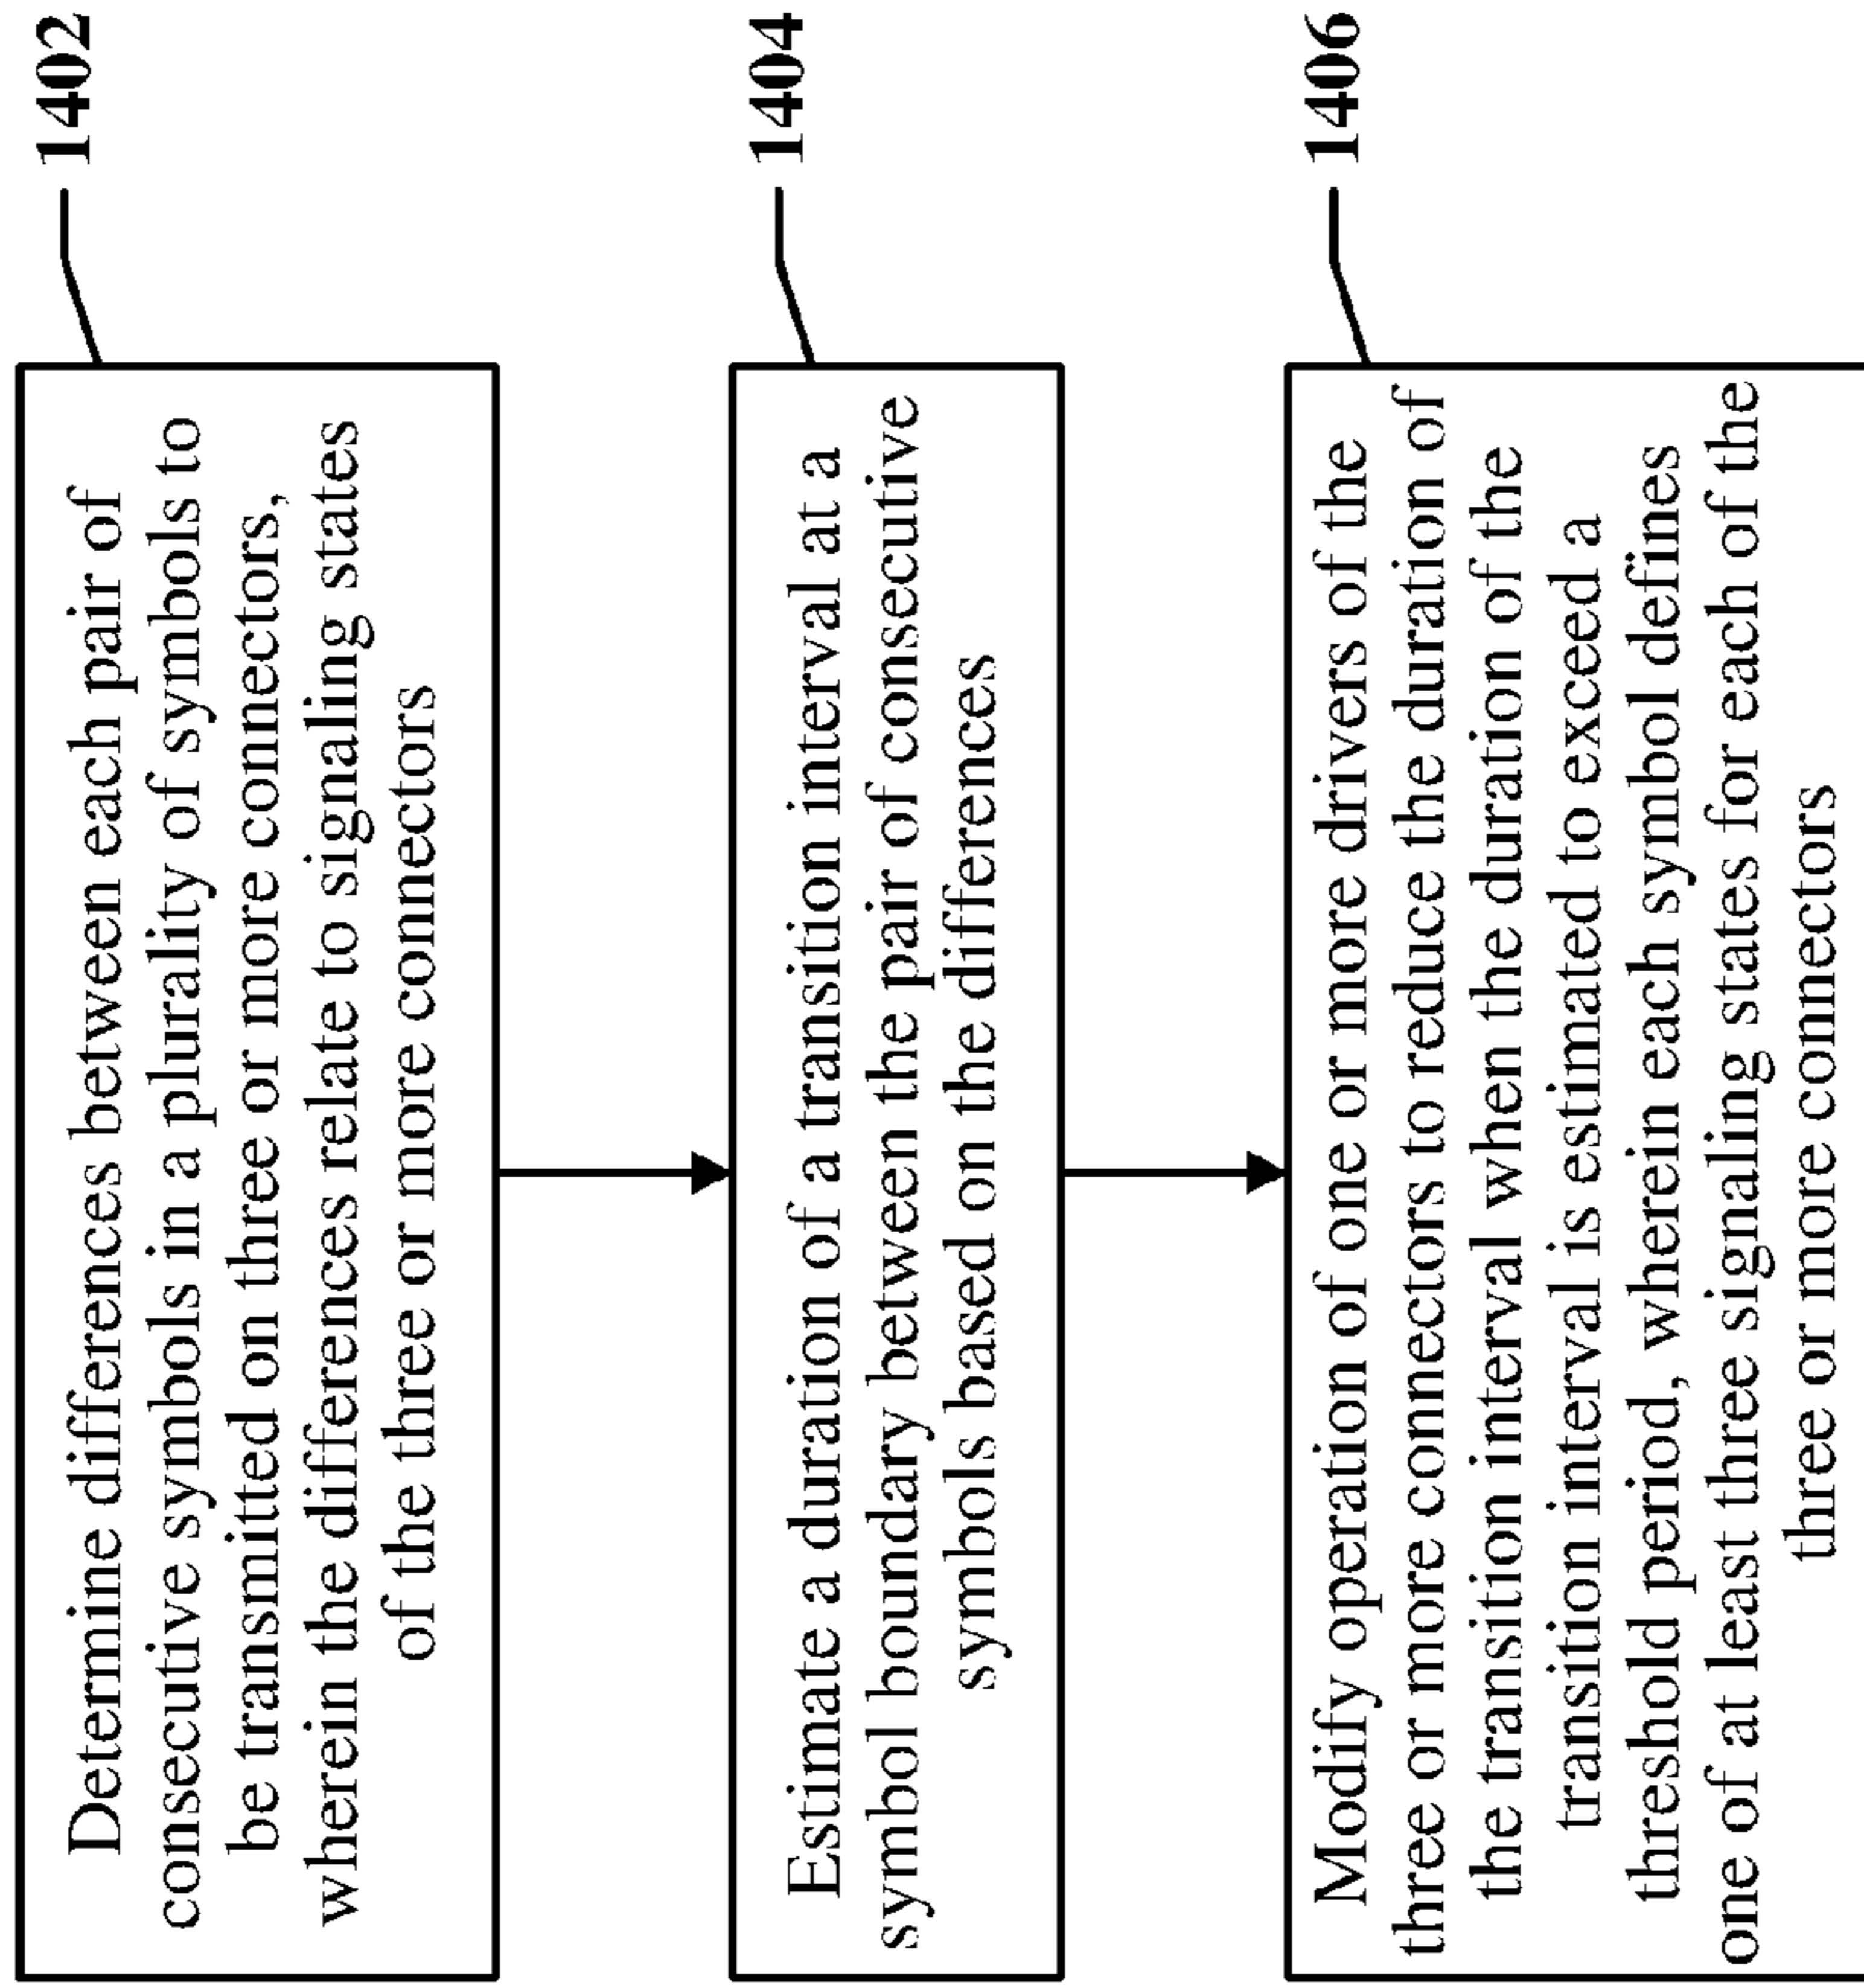 1402
Determine differences between each pair of
consecutive symbols in a plurality of symbols to
be transmitted on three or more connectors,
wherein the differences relate to signaling states
of the three or more connectors
1404
Estimate a duration of a transition interval at a
symbol boundary between the pair of consecutive
symbols based on the differences
1406
Modify operation of one or more drivers of the
three or more connectors to reduce the duration of
the transition interval when the duration of the
transition interval is estimated to exceed a
threshold period, wherein each symbol defines
one of at least three signaling states for each of the
three or more connectors